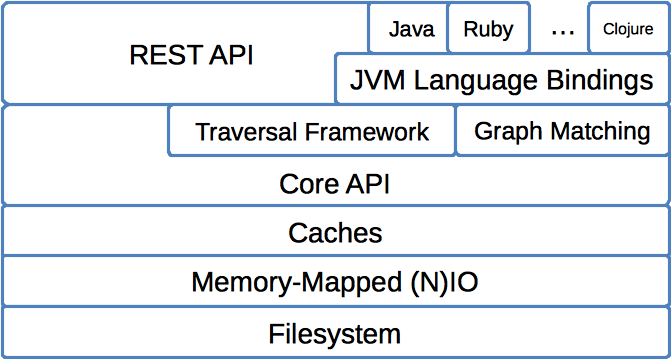 REST API
Java
Ruby
...
Clojure
JVM Language Bindings
Traversal Framework
Graph Matching
Core API
Caches
Memory-Mapped (N)IO
Filesystem